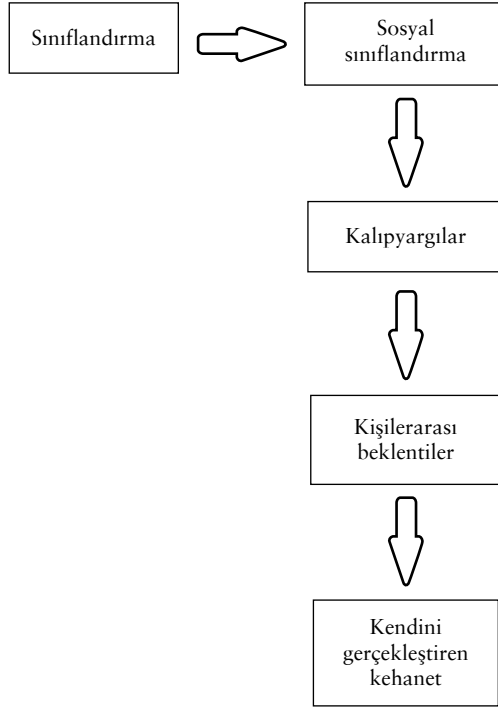 Sınıflandırma
Sosyal
sınıflandırma
Kalıpyargılar
Kişilerarası
beklentiler
Kendini
gerçekleştiren
kehanet